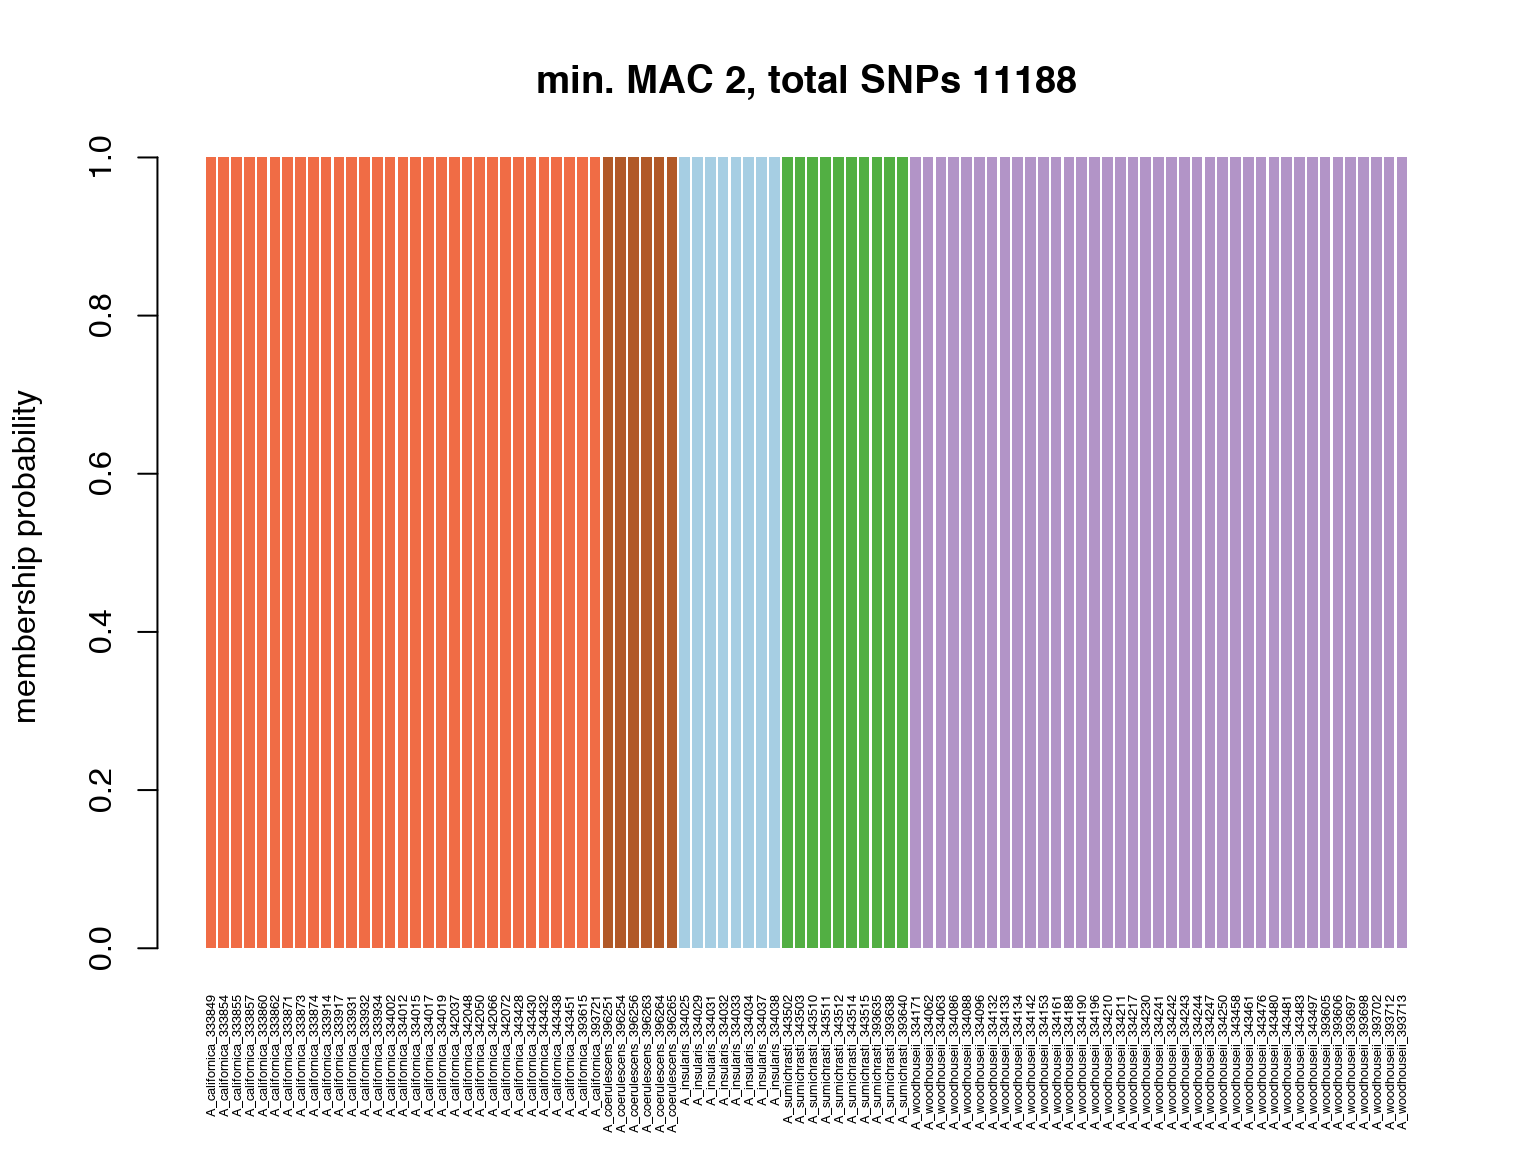 min. MAC 2, total SNPs 11188
membership probability
1.0
0.8
0.6
0.4
0.2
0.0
A_californica_333849
A_californica_333854
A_californica_333855
A_californica_333857
A_californica_333860
A_californica_333862
A_californica_333871
A_californica_333873
A_californica_333874
A_californica_333914
A_californica_333917
A_californica_333931
A_californica_333932
A_californica_333934
A_californica_334002
A_californica_334012
A_californica_334015
A_californica_334017
A_californica_334019
A_californica_342037
A_californica_342048
A_californica_342050
A_californica_342066
A_californica_342072
A_californica_343428
A_californica_343430
A_californica_343432
A_californica_343438
A_californica_343451
A_californica_393615
A_californica_393721
A_coerulescens_396251
A_coerulescens_396254
A_coerulescens_396256
A_coerulescens_396263
A_coerulescens_396264
A_coerulescens_396265
A_insularis_334025
A_insularis_334029
A_insularis_334031
A_insularis_334032
A_insularis_334033
A_insularis_334034
A_insularis_334037
A_insularis_334038
A_sumichrasti_343502
A_sumichrasti_343503
A_sumichrasti_343510
A_sumichrasti_343511
A_sumichrasti_343512
A_sumichrasti_343514
A_sumichrasti_343515
A_sumichrasti_393635
A_sumichrasti_393638
A_sumichrasti_393640
A_woodhouseii_334171
A_woodhouseii_334062
A_woodhouseii_334063
A_woodhouseii_334086
A_woodhouseii_334088
A_woodhouseii_334096
A_woodhouseii_334132
A_woodhouseii_334133
A_woodhouseii_334134
A_woodhouseii_334142
A_woodhouseii_334153
A_woodhouseii_334161
A_woodhouseii_334188
A_woodhouseii_334190
A_woodhouseii_334196
A_woodhouseii_334210
A_woodhouseii_334211
A_woodhouseii_334217
A_woodhouseii_334230
A_woodhouseii_334241
A_woodhouseii_334242
A_woodhouseii_334243
A_woodhouseii_334244
A_woodhouseii_334247
A_woodhouseii_334250
A_woodhouseii_343458
A_woodhouseii_343461
A_woodhouseii_343476
A_woodhouseii_343480
A_woodhouseii_343481
A_woodhouseii_343483
A_woodhouseii_343497
A_woodhouseii_393605
A_woodhouseii_393606
A_woodhouseii_393697
A_woodhouseii_393698
A_woodhouseii_393702
A_woodhouseii_393712
A_woodhouseii_393713